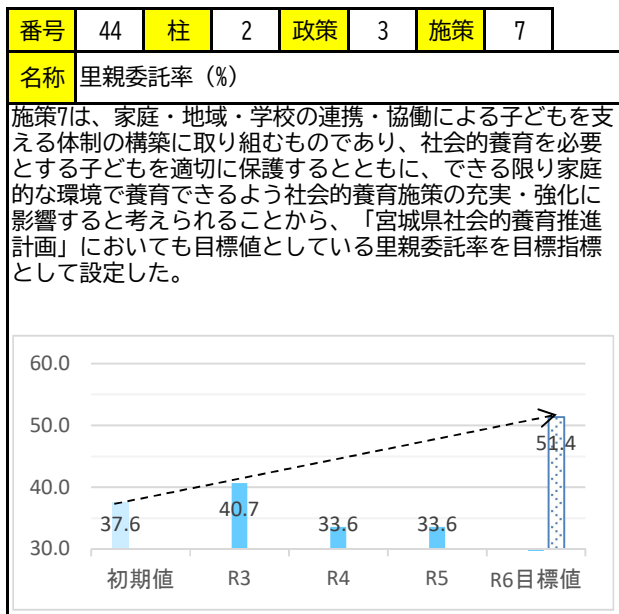 番号 44 柱 2 政策 3 施策 7
名称 里親委託率（%）
施策7は、家庭・地域・学校の連携・協働による子どもを支
える体制の構築に取り組むものであり、社会的養育を必要
とする子どもを適切に保護するとともに、できる限り家庭
的な環境で養育できるよう社会的養育施策の充実・強化に
影響すると考えられることから、「宮城県社会的養育推進
計画」においても目標値としている里親委託率を目標指標
として設定した。
60.0
50.0
40.0
30.0
37.6
40.7
33.6
33.6
51.4
初期値 R3 R4 R5 R6目標値